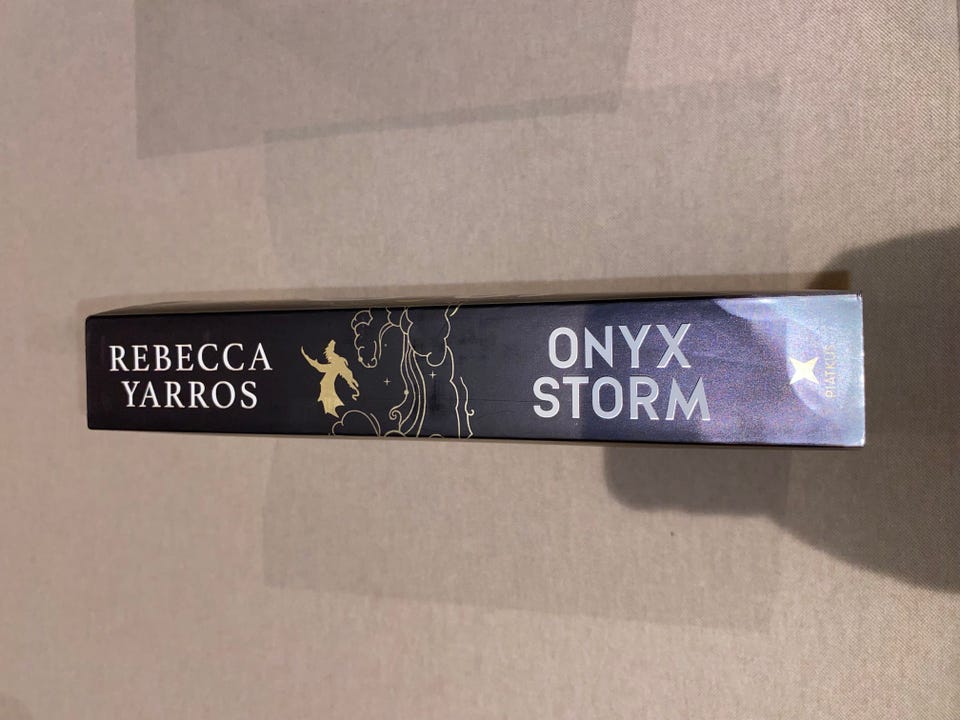 REBECCA
YARROS
ONYX
STORM
PIATKUS